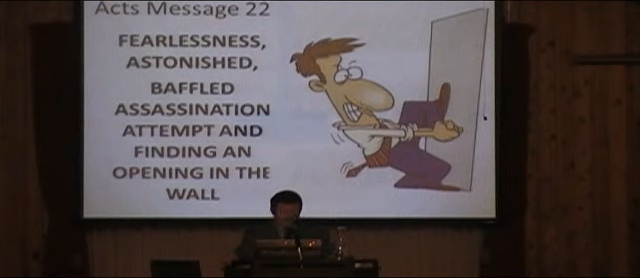 Acts Message 22
FEARLESSNESS,
ASTONISHED,
BAFFLED
ASSASSINATION
ATTEMPT AND
FINDING AN
OPENING IN THE
WALL